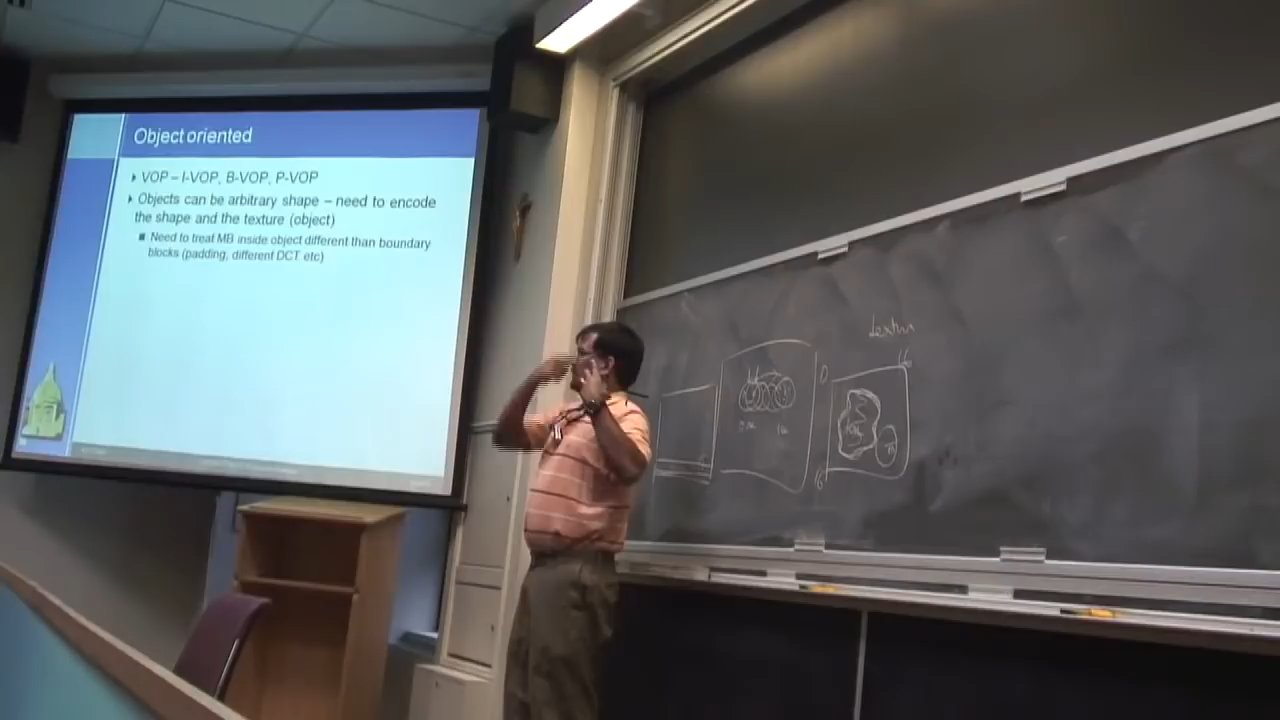 Object oriented
VOP – I-VOP, B-VOP, P-VOP
Objects can be arbitrary shape – need to encode
the shape and the texture (object)
Need to treat MB inside object different than boundary
blocks (padding, different DCT etc)
16